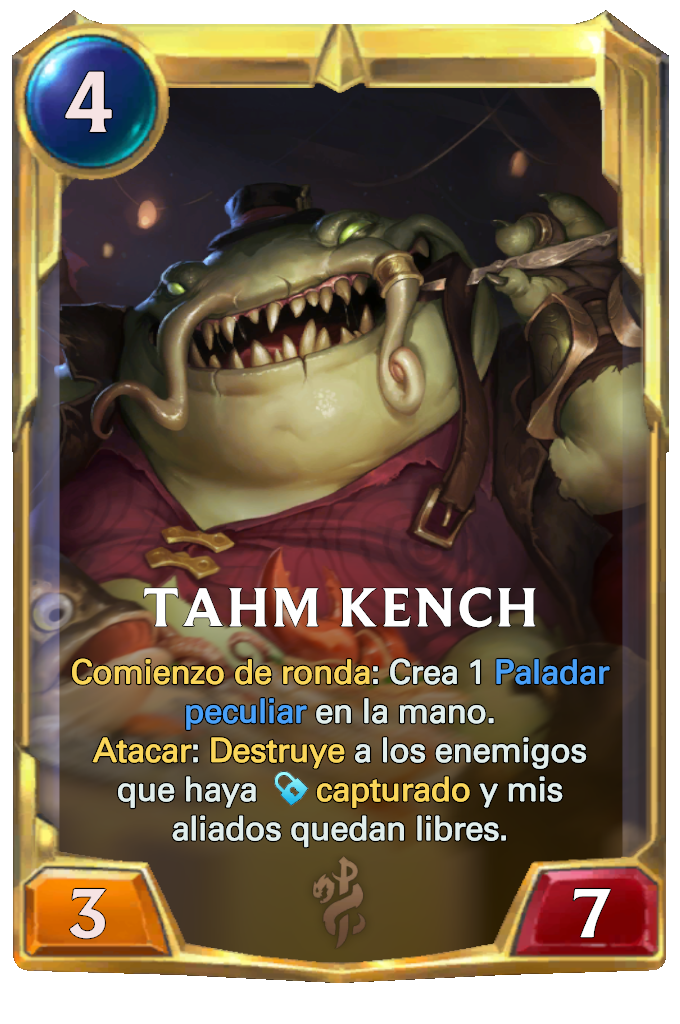 4
TAHM KENCH
Comienzo de ronda: Crea 1 Paladar
peculiar en la mano.
Atacar: Destruye a los enemigos
que haya capturado y mis
aliados quedan libres.
3
7